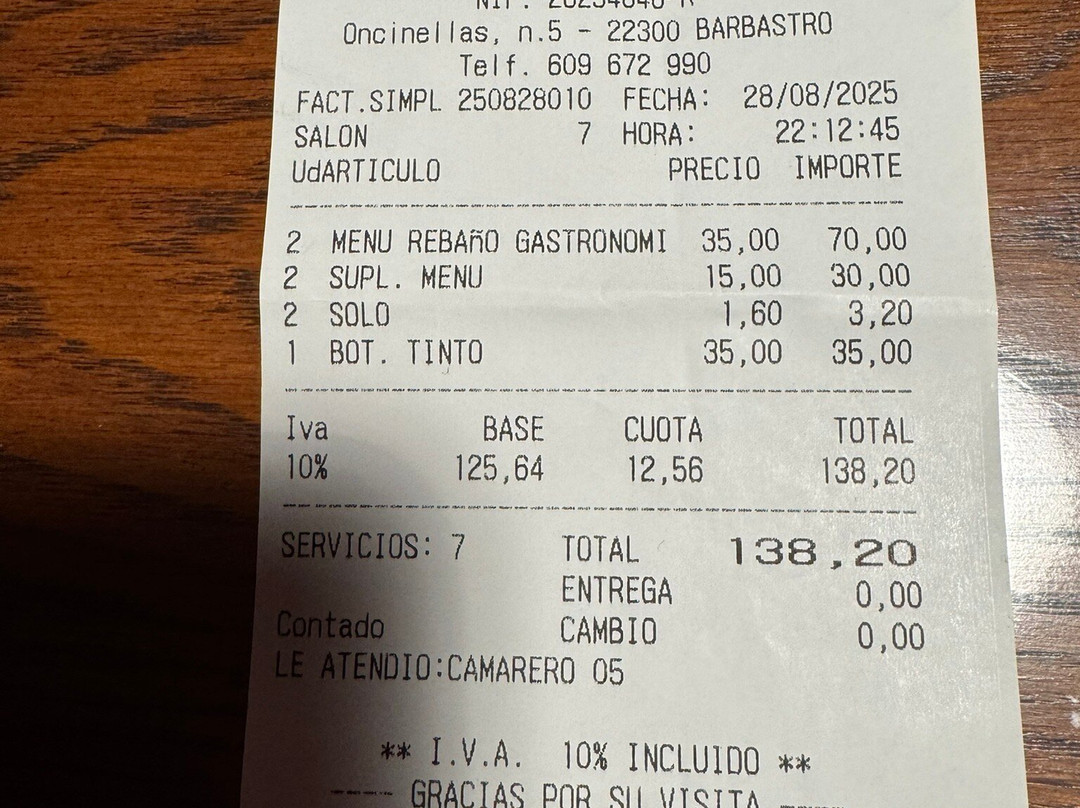 Oncinellas, n.5 - 22300 BARBASTRO
Telf. 609 672 990
FACT.SIMPL 250828010 FECHA: 28/08/2025
SALON 7 HORA: 22:12:45
UdARTICULO PRECIO IMPORTE
2 MENU REBAñO GASTRONOMI 35,00 70,00
2 SUPL. MENU 15,00 30,00
2 SOLO 1,60 3,20
1 BOT. TINTO 35,00 35,00
Iva BASE CUOTA TOTAL
10% 125,64 12,56 138,20
SERVICIOS: 7 TOTAL 138,20
ENTREGA 0,00
Contado CAMBIO 0,00
LE ATENDIO:CAMARERO 05
** I.V.A. 10% INCLUIDO **
---- GRACIAS POR SU VISITA ----